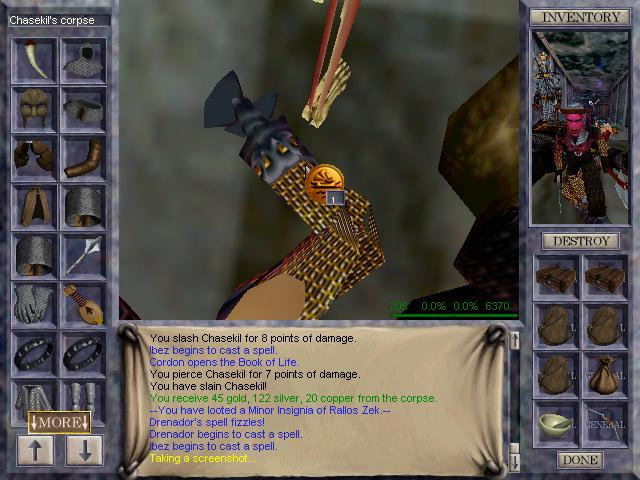 Chasekil's corpse
INVENTORY
DESTROY
1
205 0.0% 0.0% 6370
You slash Chasekil for 8 points of damage.
Ibez begins to cast a spell.
Cordon opens the Book of Life.
You pierce Chasekil for 7 points of damage.
You have slain Chasekil!
You receive 45 gold, 122 silver, 20 copper from the corpse.
--You have looted a Minor Insignia of Rallos Zek.--
Drenador's spell fizzles!
Drenador begins to cast a spell.
Ibez begins to cast a spell.
Taking a screenshot...
MORE
GENERAL
DONE